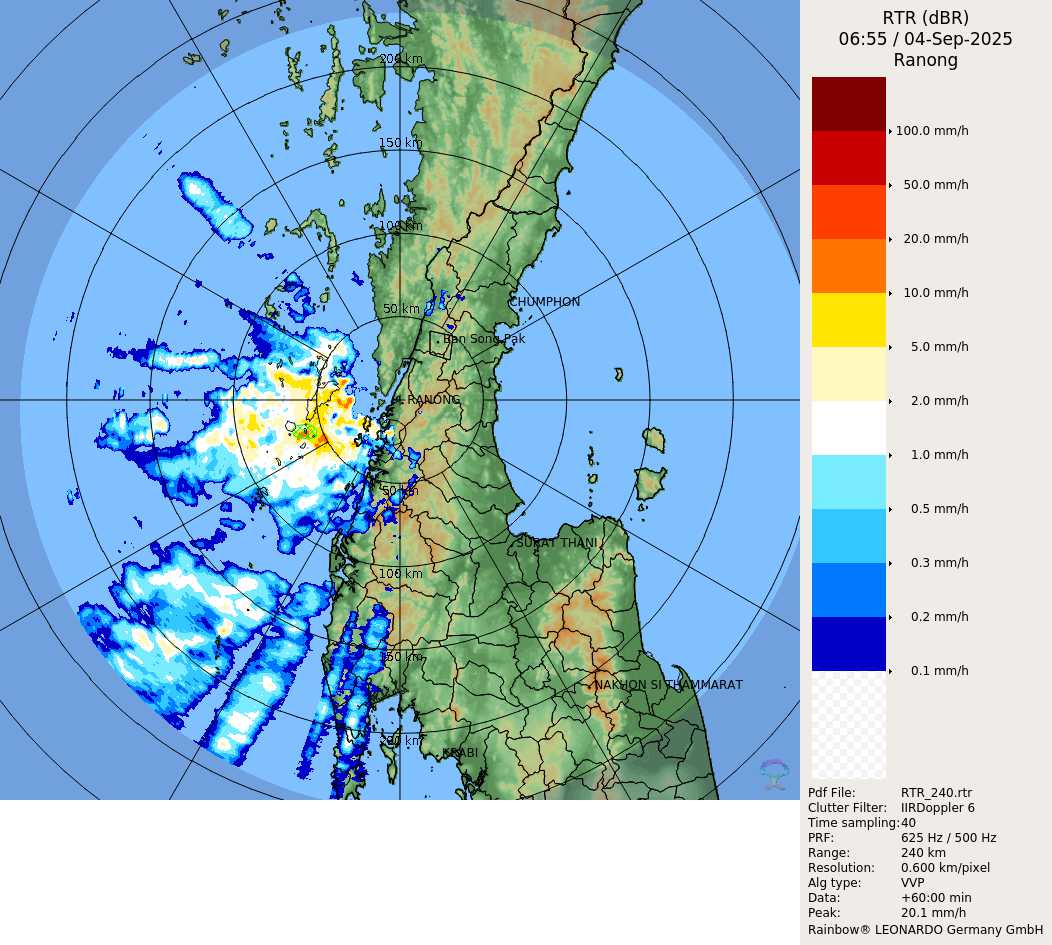 RTR (dBR)
06:55 / 04-Sep-2025
Ranong
200 km
150 km
100 km
50 km
CHUMPHON
Ban Song Pak
RANONG
50 km
SURAT THANI
100 km
150 km
NAKHON SI THAMMARAT
200 km
KRABI
100.0 mm/h
50.0 mm/h
20.0 mm/h
10.0 mm/h
5.0 mm/h
2.0 mm/h
1.0 mm/h
0.5 mm/h
0.3 mm/h
0.2 mm/h
0.1 mm/h
Pdf File: RTR_240.rtr
Clutter Filter: IIRDoppler 6
Time sampling:40
PRF: 625 Hz / 500 Hz
Range: 240 km
Resolution: 0.600 km/pixel
Alg type: VVP
Data: +60:00 min
Peak: 20.1 mm/h
Rainbow® LEONARDO Germany GmbH